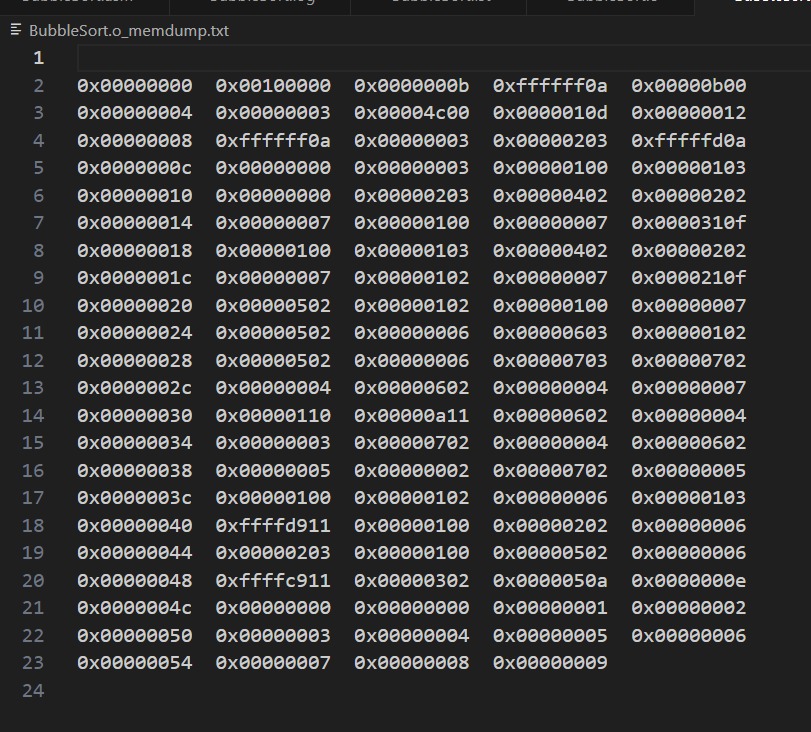 BubbleSort.o_memdump.txt
1
2 0x00000000 0x00100000 0x0000000b 0xffffff0a 0x00000b00
3 0x00000004 0x00000003 0x00004c00 0x0000010d 0x00000012
4 0x00000008 0xffffff0a 0x00000003 0x00000203 0xfffffd0a
5 0x0000000c 0x00000000 0x00000003 0x00000100 0x00000103
6 0x00000010 0x00000000 0x00000203 0x00000402 0x00000202
7 0x00000014 0x00000007 0x00000100 0x00000007 0x0000310f
8 0x00000018 0x00000100 0x00000103 0x00000402 0x00000202
9 0x0000001c 0x00000007 0x00000102 0x00000007 0x0000210f
10 0x00000020 0x00000502 0x00000102 0x00000100 0x00000007
11 0x00000024 0x00000502 0x00000006 0x00000603 0x00000102
12 0x00000028 0x00000502 0x00000006 0x00000703 0x00000702
13 0x0000002c 0x00000004 0x00000602 0x00000004 0x00000007
14 0x00000030 0x00000110 0x00000a11 0x00000602 0x00000004
15 0x00000034 0x00000003 0x00000702 0x00000004 0x00000602
16 0x00000038 0x00000005 0x00000002 0x00000702 0x00000005
17 0x0000003c 0x00000100 0x00000102 0x00000006 0x00000103
18 0x00000040 0xffffd911 0x00000100 0x00000202 0x00000006
19 0x00000044 0x00000203 0x00000100 0x00000502 0x00000006
20 0x00000048 0xffffc911 0x00000302 0x0000050a 0x0000000e
21 0x0000004c 0x00000000 0x00000000 0x00000001 0x00000002
22 0x00000050 0x00000003 0x00000004 0x00000005 0x00000006
23 0x00000054 0x00000007 0x00000008 0x00000009
24